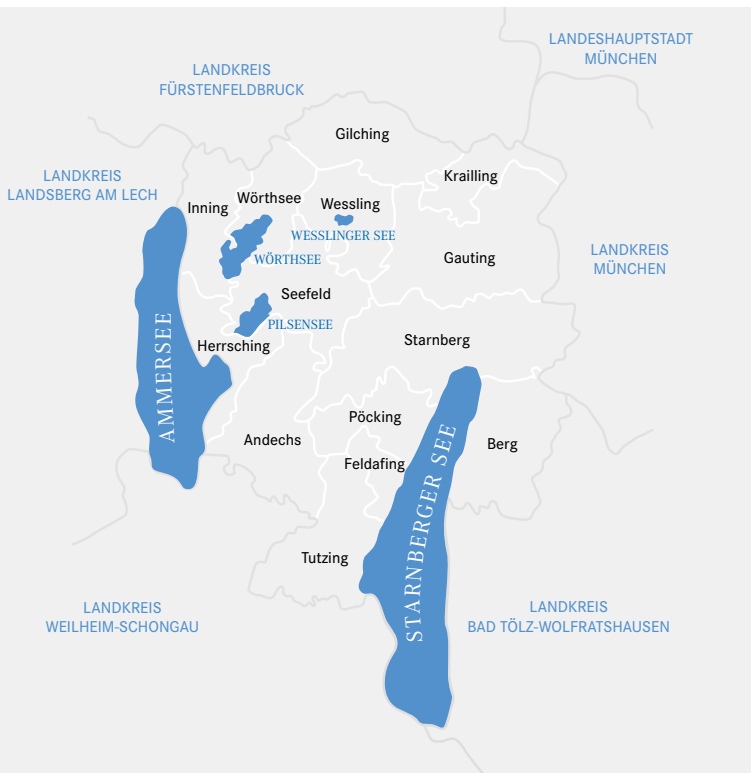 LANDESHAUPTSTADT
MÜNCHEN
LANDKREIS
FÜRSTENFELDBRUCK
Gilching
LANDKREIS
LANDSBERG AM LECH
Krailling
Inning
Wörthsee
Wessling
WESSLINGER SEE
WÖRTHSEE
Gauting
LANDKREIS
MÜNCHEN
Seefeld
PILSENSEE
Herrsching
Starnberg
AMMERSEE
Pöcking
Andechs
Feldafing
Berg
STARNBERGER SEE
Tutzing
LANDKREIS
WEILHEIM-SCHONGAU
LANDKREIS
BAD TÖLZ-WOLFRATSHAUSEN